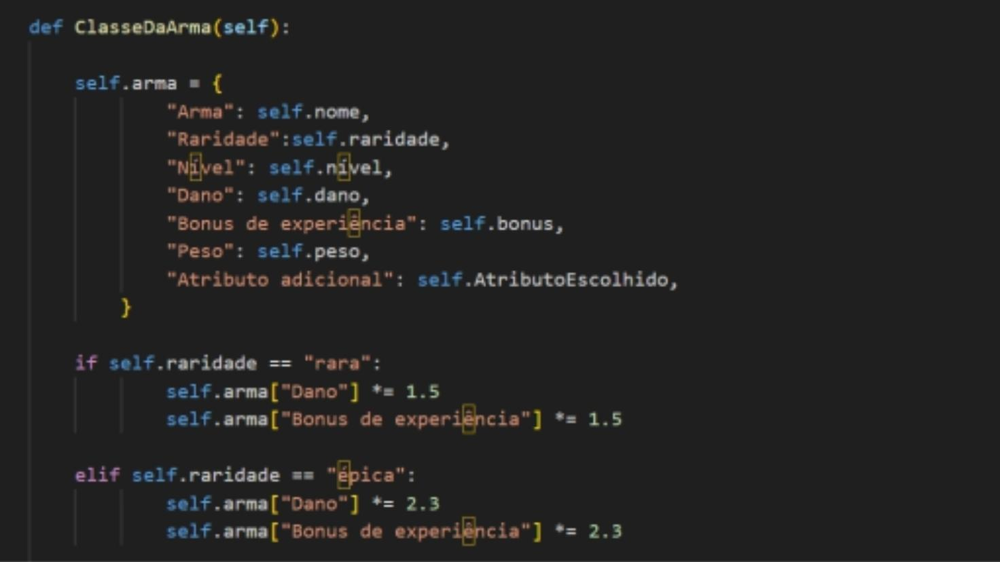 def ClasseDaArma(self):
self.arma = {
"Arma": self.nome,
"Raridade":self.raridade,
"Nível": self.nível,
"Dano": self.dano,
"Bonus de experiência": self.bonus,
"Peso": self.peso,
"Atributo adicional": self.AtributoEscolhido,
}
if self.raridade == "rara":
self.arma["Dano"] *= 1.5
self.arma["Bonus de experiência"] *= 1.5
elif self.raridade == "épica":
self.arma["Dano"] *= 2.3
self.arma["Bonus de experiência"] *= 2.3